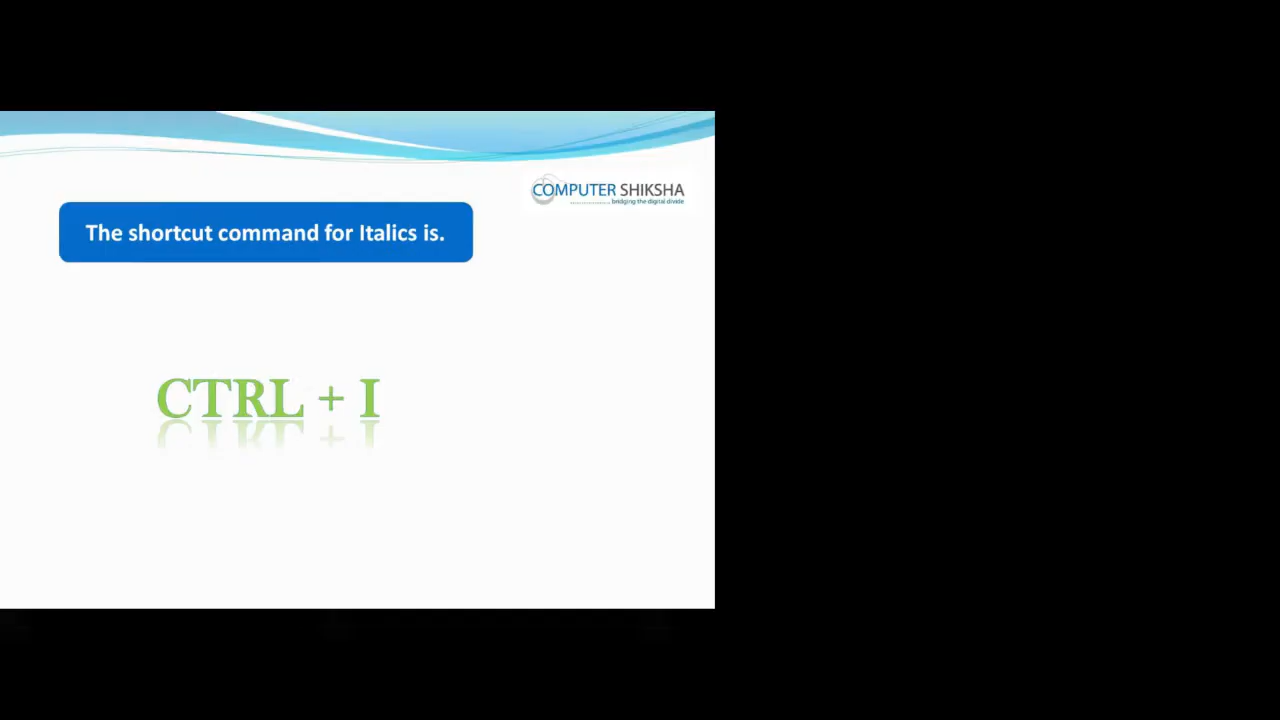 COMPUTER SHIKSHA
bridging the digital divide
The shortcut command for Italics is.
CTRL + I